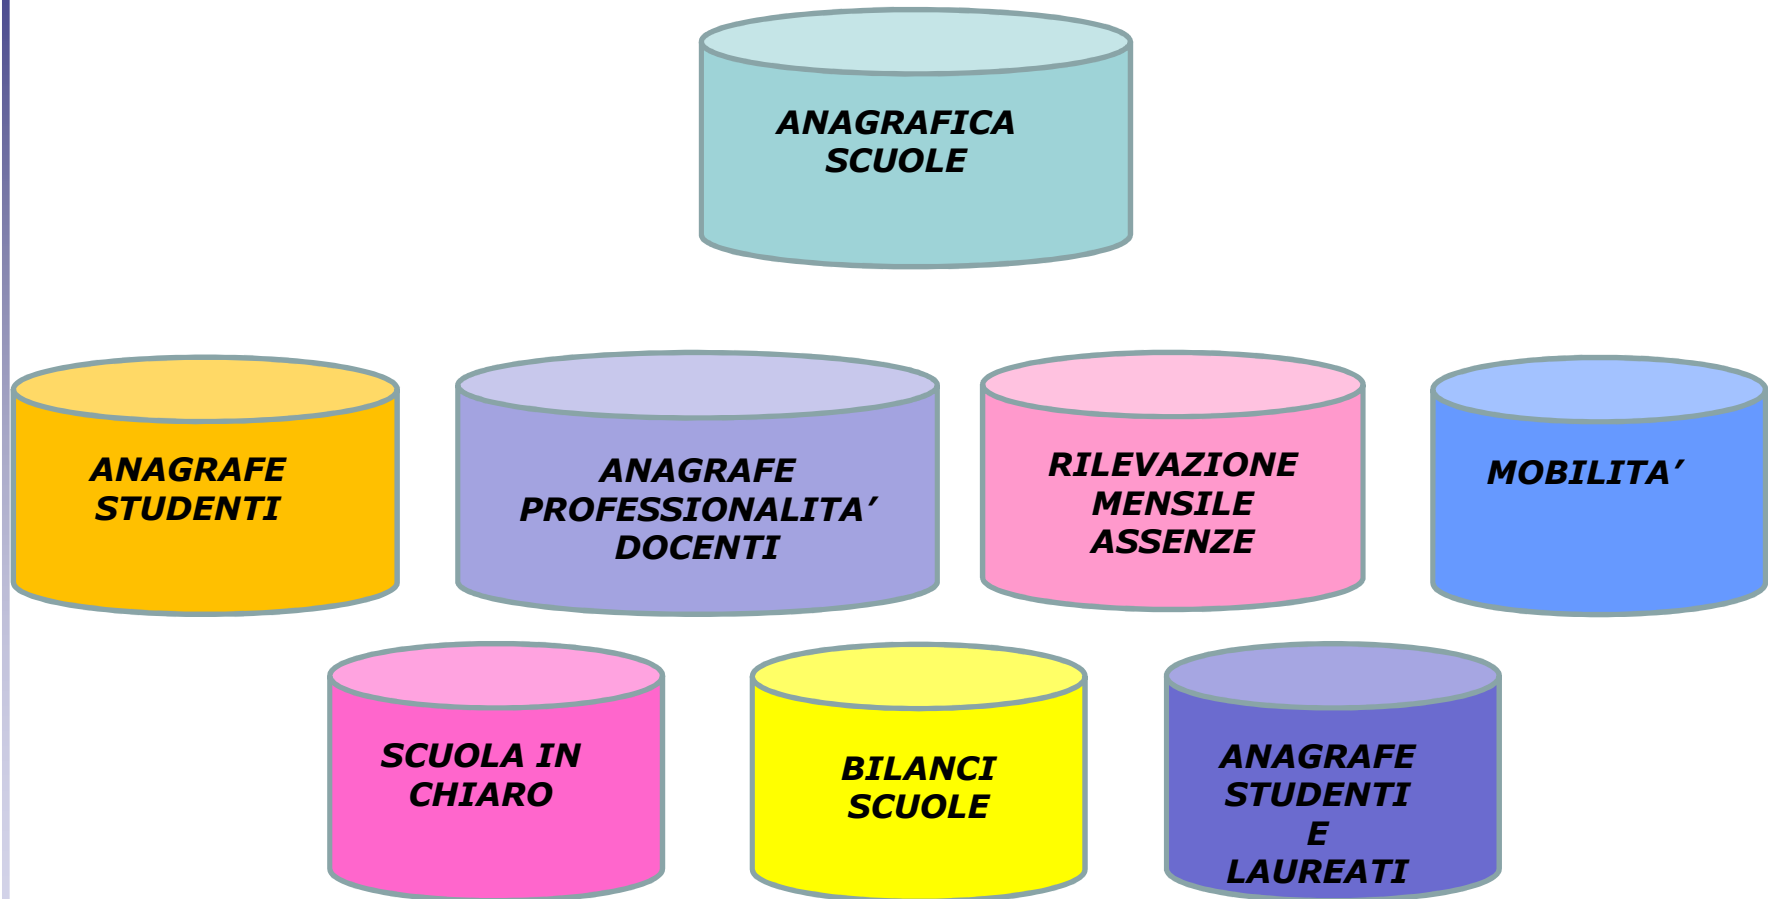 ANAGRAFICA
SCUOLE
ANAGRAFE
STUDENTI
ANAGRAFE
PROFESSIONALITA’
DOCENTI
RILEVAZIONE
MENSILE
ASSENZE
MOBILITA’
SCUOLA IN
CHIARO
BILANCI
SCUOLE
ANAGRAFE
STUDENTI
E
LAUREATI